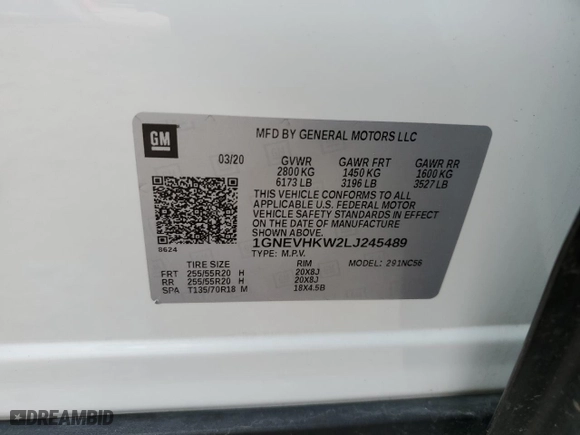 GM
MFD BY GENERAL MOTORS LLC
03/20 GVWR GAWR FRT GAWR RR
2800 KG 1450 KG 1600 KG
6173 LB 3196 LB 3527 LB
THIS VEHICLE CONFORMS TO ALL
APPLICABLE U.S. FEDERAL MOTOR
VEHICLE SAFETY STANDARDS IN EFFECT
ON THE DATE OF MANUFACTURE
SHOWN ABOVE.
1GNEVHKW2LJ245489
8624
TYPE: M.P.V.
TIRE SIZE RIM MODEL: 291NC56
FRT 255/55R20 H 20X8J
RR 255/55R20 H 20X8J
SPA T135/70R18 M 18X4.5B
© DREAMBID